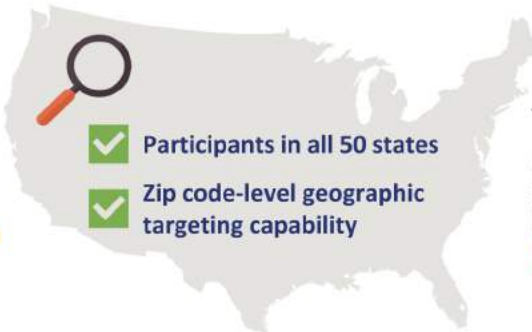 Participants in all 50 states
Zip code-level geographic
targeting capability